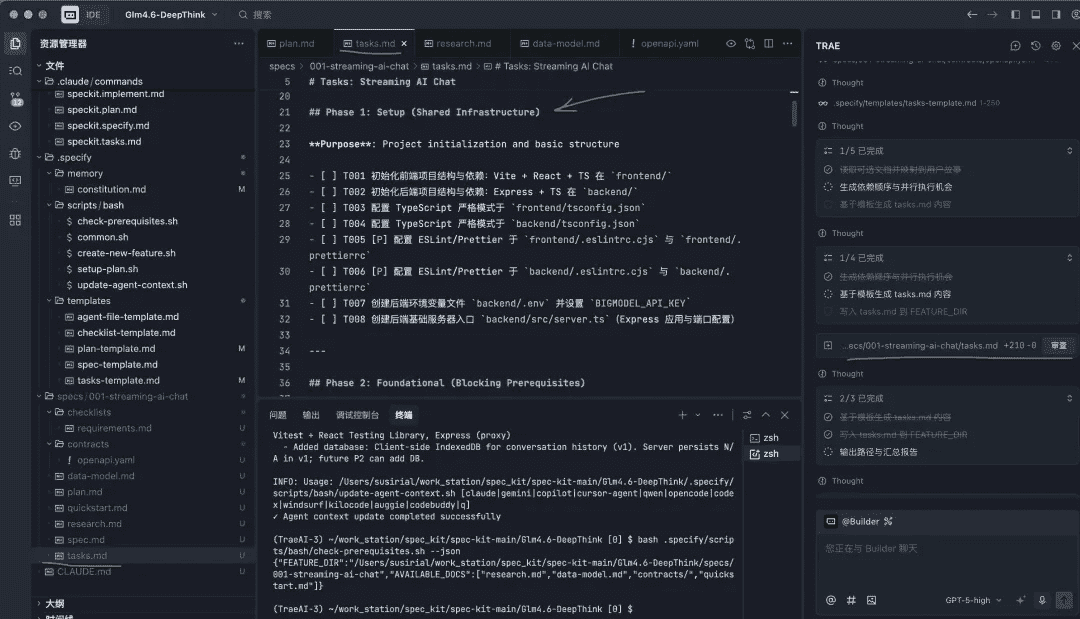 IDE
Glm4.6-DeepThink
搜索
资源管理器
文件
.claude/commands
speckit.implement.md
speckit.plan.md
speckit.specify.md
speckit.tasks.md
.specify
memory
constitution.md M
scripts/bash
$ check-prerequisites.sh
$ common.sh
$ create-new-feature.sh
$ setup-plan.sh
$ update-agent-context.sh
templates
agent-file-template.md
checklist-template.md
plan-template.md M
spec-template.md
tasks-template.md M
specs/001-streaming-ai-chat
checklists
requirements.md U
contracts
! openapi.yaml U
data-model.md U
plan.md U
quickstart.md U
research.md U
spec.md U
tasks.md U
CLAUDE.md U
大纲
plan.md
tasks.md ×
research.md
data-model.md
! openapi.yaml
specs > 001-streaming-ai-chat > tasks.md > # Tasks: Streaming AI Chat
5 # Tasks: Streaming AI Chat
20
21 ## Phase 1: Setup (Shared Infrastructure)
22
23 **Purpose**: Project initialization and basic structure
24
25 - [ ] T001 初始化前端项目结构与依赖：Vite + React + TS 在 `frontend/`
26 - [ ] T002 初始化后端项目结构与依赖：Express + TS 在 `backend/`
27 - [ ] T003 配置 TypeScript 严格模式于 `frontend/tsconfig.json`
28 - [ ] T004 配置 TypeScript 严格模式于 `backend/tsconfig.json`
29 - [ ] T005 [P] 配置 ESLint/Prettier 于 `frontend/.eslintrc.cjs` 与 `frontend/.
prettierrc`
30 - [ ] T006 [P] 配置 ESLint/Prettier 于 `backend/.eslintrc.cjs` 与 `backend/.
prettierrc`
31 - [ ] T007 创建后端环境变量文件 `backend/.env` 并设置 `BIGMODEL_API_KEY`
32 - [ ] T008 创建后端基础服务器入口 `backend/src/server.ts`（Express 应用与端口配置）
33
34 ---
35
36 ## Phase 2: Foundational (Blocking Prerequisites)
问题 输出 调试控制台 终端
Vitest + React Testing Library, Express (proxy)
- Added database: Client-side IndexedDB for conversation history (v1). Server persists N/
A in v1; future P2 can add DB.
INFO: Usage: /Users/susirial/work_station/spec_kit/spec-kit-main/Glm4.6-DeepThink/.specify/
scripts/bash/update-agent-context.sh [claude|gemini|copilot|cursor-agent|qwen|opencode|code
x|windsurf|kilocode|auggie|codebuddy|q]
✓ Agent context update completed successfully
(TraeAI-3) ~/work_station/spec_kit/spec-kit-main/Glm4.6-DeepThink [0] $ bash .specify/scrip
ts/bash/check-prerequisites.sh --json
{"FEATURE_DIR":"/Users/susirial/work_station/spec_kit/spec-kit-main/Glm4.6-DeepThink/specs/
001-streaming-ai-chat","AVAILABLE_DOCS":["research.md","data-model.md","contracts/","quicks
tart.md"]}
(TraeAI-3) ~/work_station/spec_kit/spec-kit-main/Glm4.6-DeepThink [0] $
zsh
zsh
TRAE
Thought
.specify/templates/tasks-template.md 1-250
Thought
1/5 已完成
读取可选文档并映射到用户故事
生成依赖顺序与并行执行机会
基于模板生成 tasks.md 内容
Thought
1/4 已完成
生成依赖顺序与并行执行机会
基于模板生成 tasks.md 内容
写入 tasks.md 到 FEATURE_DIR
...ecs/001-streaming-ai-chat/tasks.md +210 -0 审查
Thought
2/3 已完成
基于模板生成 tasks.md 内容
写入 tasks.md 到 FEATURE_DIR
输出路径与汇总报告
Thought
@Builder
您正在与 Builder 聊天
@ # GPT-5-high